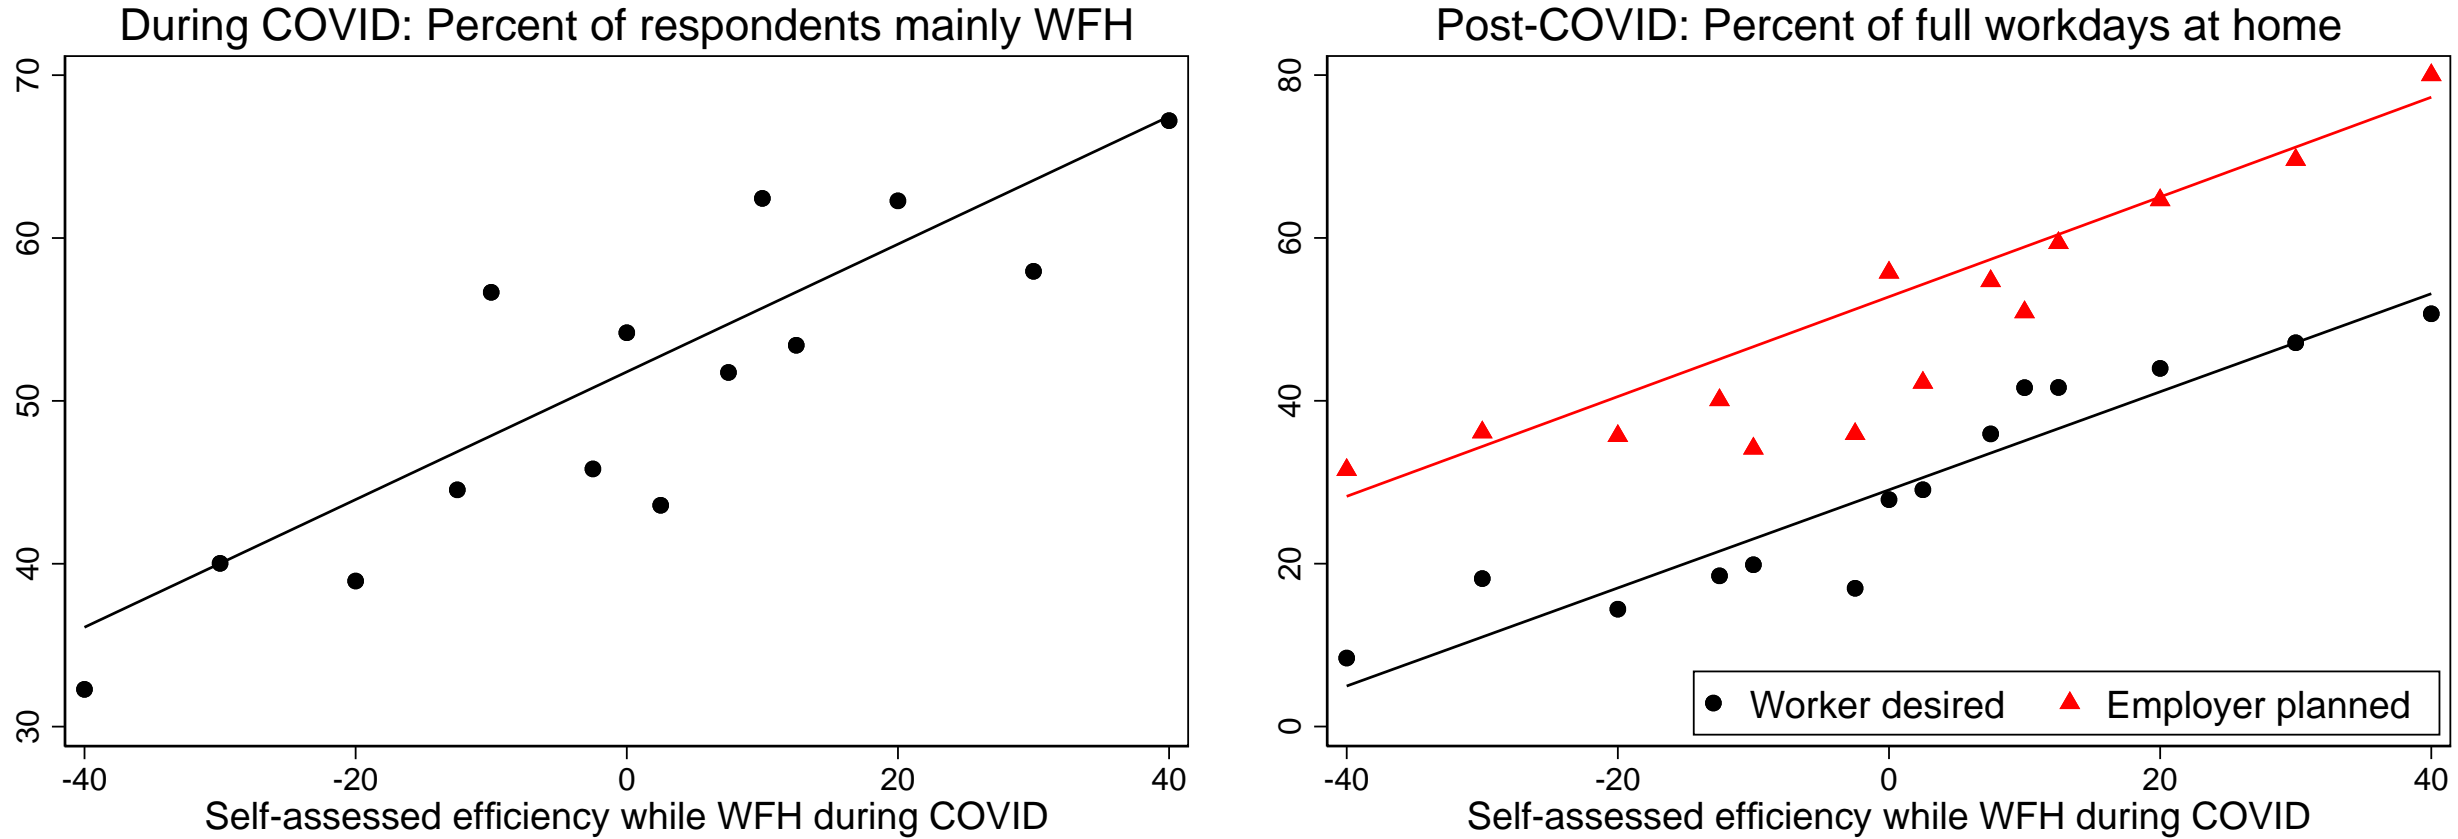 During COVID: Percent of respondents mainly WFH
70
60
50
40
30
-40 -20 0 20 40
Self-assessed efficiency while WFH during COVID
Post-COVID: Percent of full workdays at home
80
60
40
20
0
Worker desired Employer planned
-40 -20 0 20 40
Self-assessed efficiency while WFH during COVID